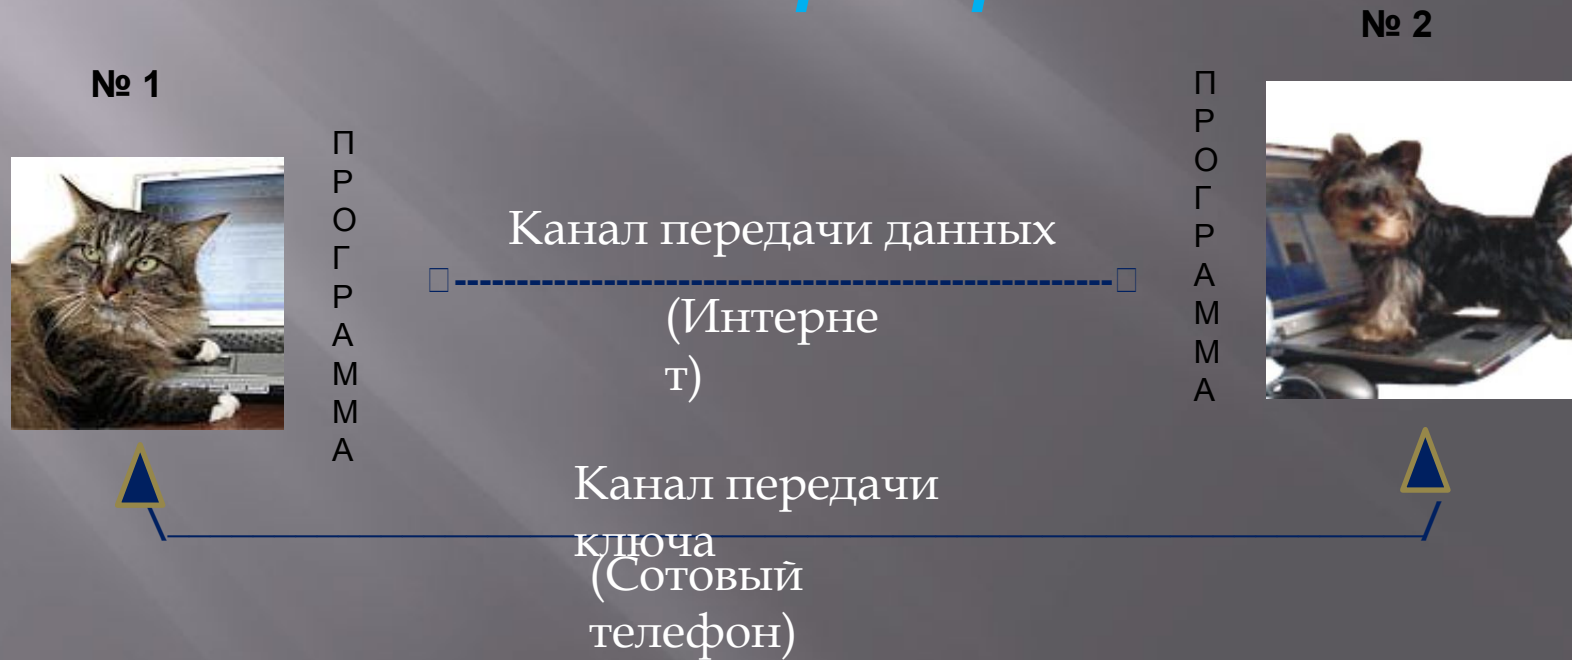 № 1
№ 2
П
Р
О
Г
Р
А
М
М
А
П
Р
О
Г
Р
А
М
М
А
Канал передачи данных
(Интерне
т)
Канал передачи
ключа
(Сотовый
телефон)